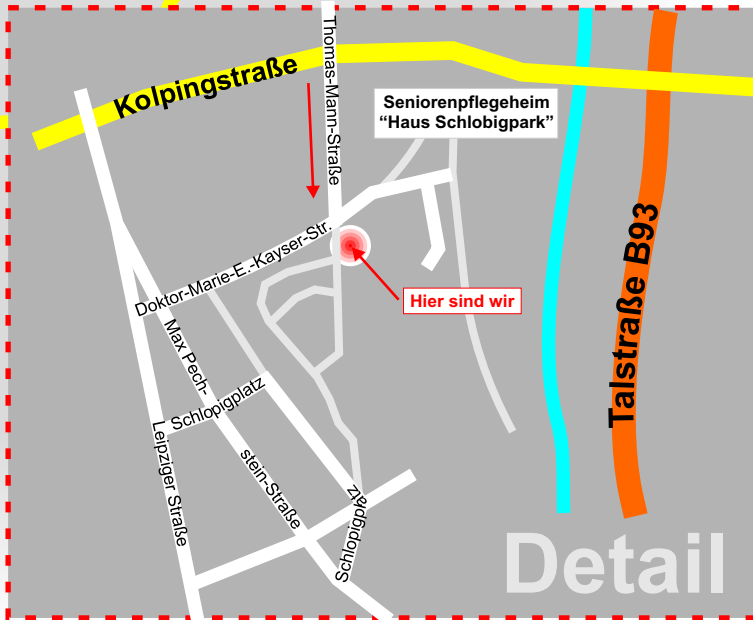 Kolpingstraße
Thomas-Mann-Straße
Seniorenpflegeheim
“Haus Schlobigpark”
Talstraße B93
Doktor-Marie-E.-Kayser-Str.
Hier sind wir
Max Pech-
stein-Straße
Schlopigplatz
Leipziger Straße
Schlopigplatz
Detail